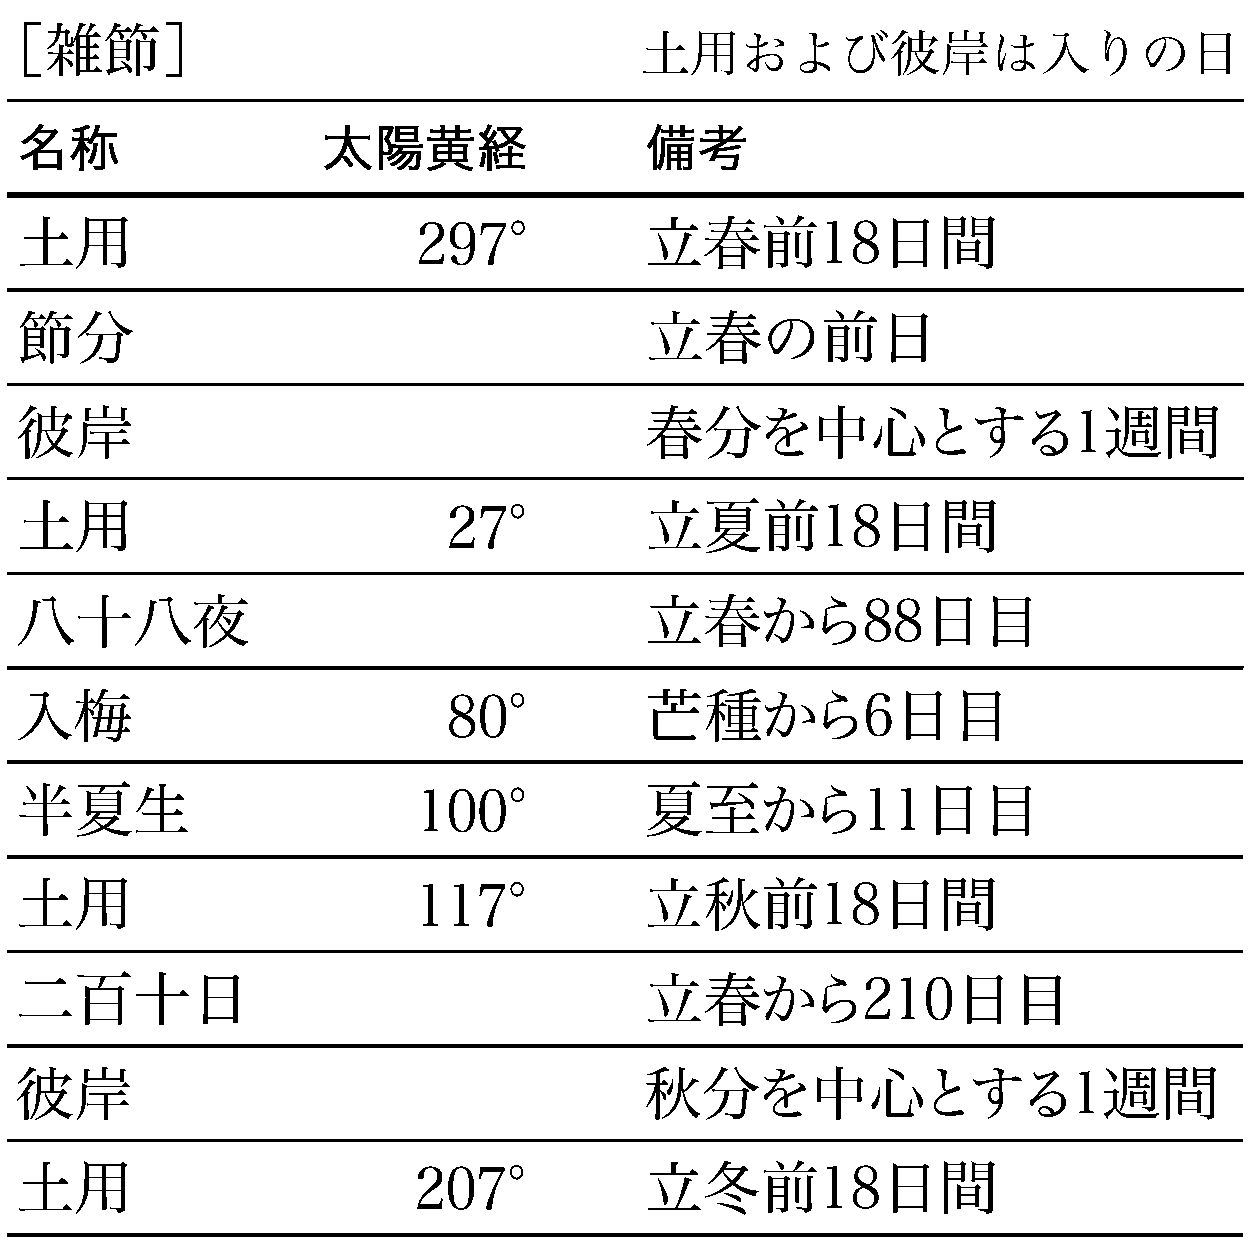 ［雑節］ 土用および彼岸は入りの日
名称 太陽黄経 備考
土用 297° 立春前18日間
節分 立春の前日
彼岸 春分を中心とする1週間
土用 27° 立夏前18日間
八十八夜 立春から88日目
入梅 80° 芒種から6日目
半夏生 100° 夏至から11日目
土用 117° 立秋前18日間
二百十日 立春から210日目
彼岸 秋分を中心とする1週間
土用 207° 立冬前18日間